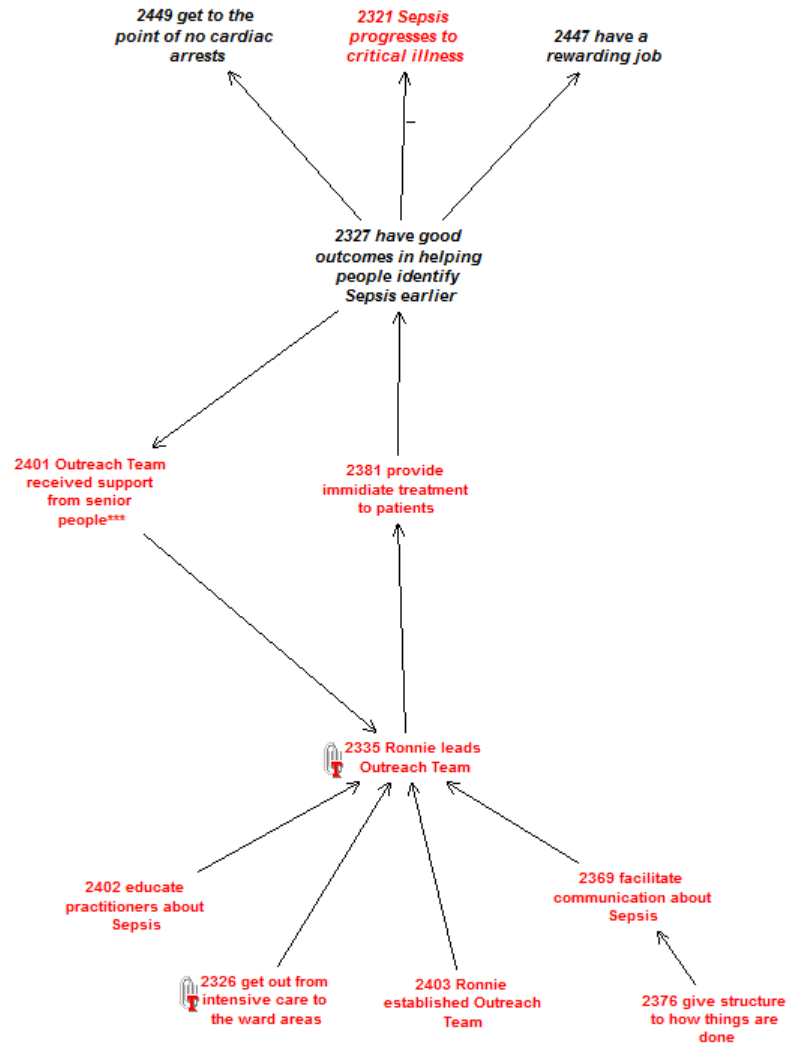 2449 get to the
point of no cardiac
arrests
2321 Sepsis
progresses to
critical illness
2447 have a
rewarding job
2327 have good
outcomes in helping
people identify
Sepsis earlier
2401 Outreach Team
received support
from senior
people***
2381 provide
immidiate treatment
to patients
2335 Ronnie leads
Outreach Team
2402 educate
practitioners about
Sepsis
2369 facilitate
communication about
Sepsis
2326 get out from
intensive care to
the ward areas
2403 Ronnie
established Outreach
Team
2376 give structure
to how things are
done